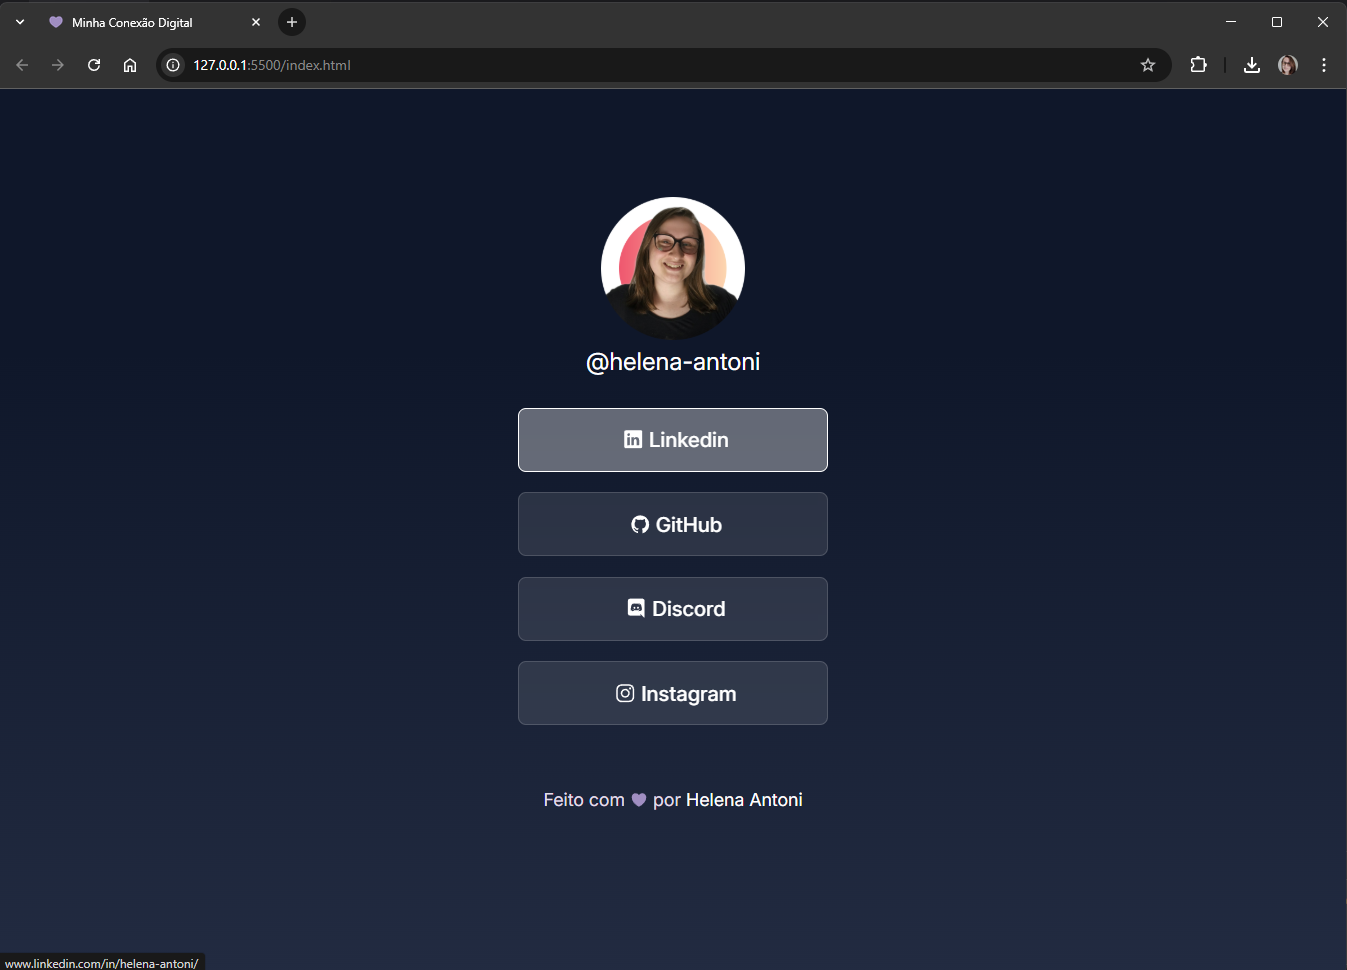 Minha Conexão Digital
127.0.0.1:5500/index.html
@helena-antoni
Linkedin
GitHub
Discord
Instagram
Feito com 💜 por Helena Antoni
www.linkedin.com/in/helena-antoni/